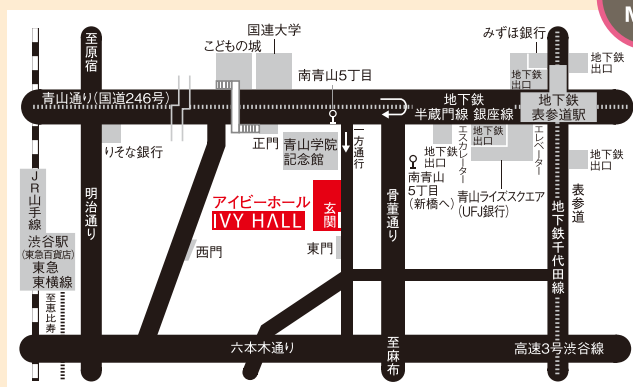 M
至原宿
国連大学
こどもの城
みずほ銀行
地下鉄
出口
地下鉄
出口
南青山5丁目
青山通り(国道246号)
地下鉄
半蔵門線 銀座線
地下鉄
表参道駅
りそな銀行
正門
青山学院
記念館
一方通行
地下鉄
出口
エスカレーター
地下鉄
出口
エレベーター
地下鉄
出口
南青山
5丁目
(新橋へ)
青山ライズスクエア
(UFJ銀行)
表参道
JR山手線
明治通り
アイビーホール
IVY HALL
玄関
骨董通り
地下鉄千代田線
渋谷駅
(東急百貨店)
東急
東横線
西門
東門
至恵比寿
六本木通り
至麻布
高速3号渋谷線